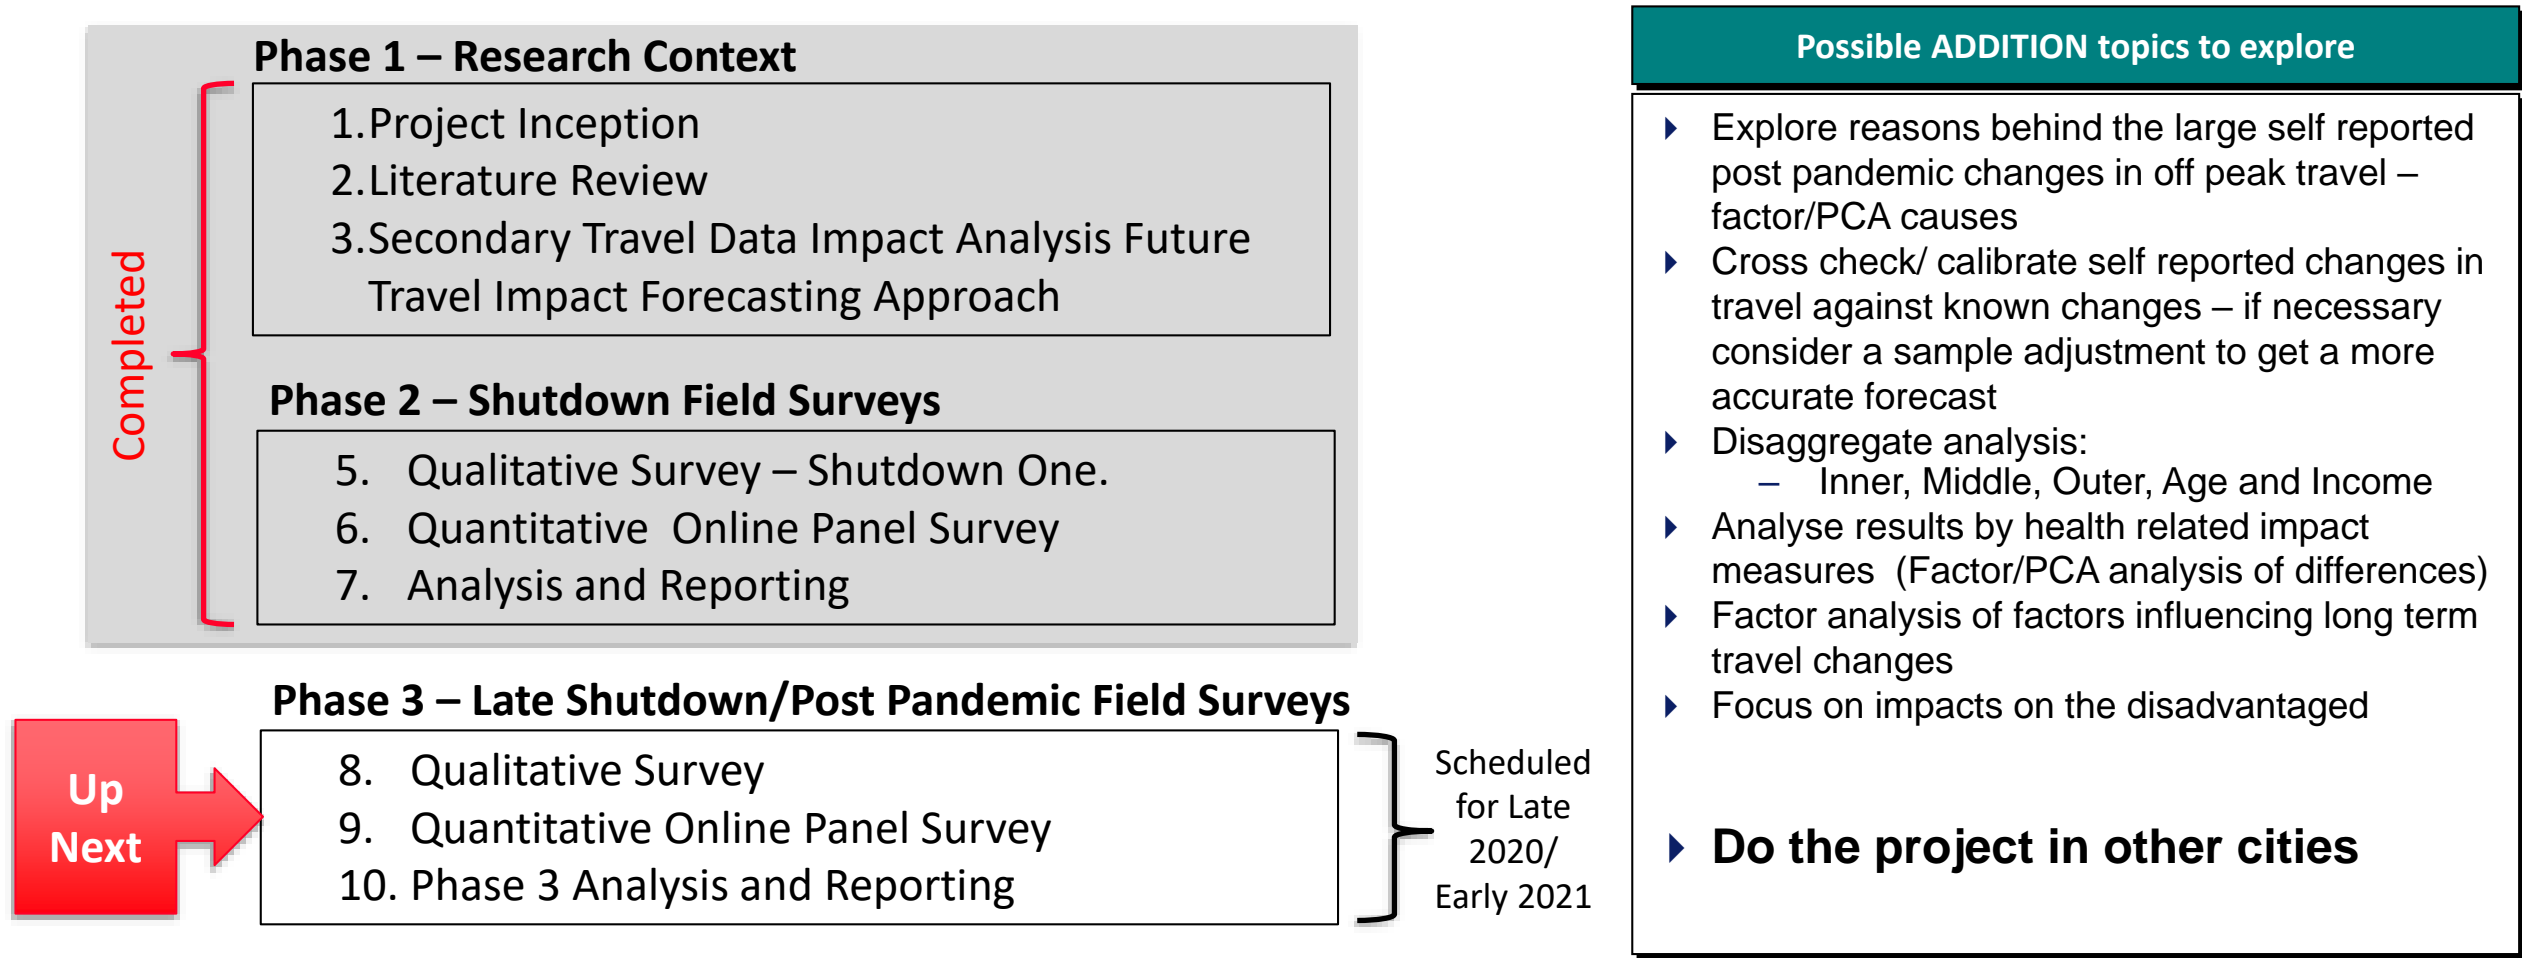 Phase 1 – Research Context
1.Project Inception
2.Literature Review
3.Secondary Travel Data Impact Analysis Future
Travel Impact Forecasting Approach
Completed
Phase 2 – Shutdown Field Surveys
5. Qualitative Survey – Shutdown One.
6. Quantitative Online Panel Survey
7. Analysis and Reporting
Phase 3 – Late Shutdown/Post Pandemic Field Surveys
Up
Next
8. Qualitative Survey
9. Quantitative Online Panel Survey
10. Phase 3 Analysis and Reporting
Scheduled
for Late
2020/
Early 2021
Possible ADDITION topics to explore
Explore reasons behind the large self reported
post pandemic changes in off peak travel –
factor/PCA causes
Cross check/ calibrate self reported changes in
travel against known changes – if necessary
consider a sample adjustment to get a more
accurate forecast
Disaggregate analysis:
– Inner, Middle, Outer, Age and Income
Analyse results by health related impact
measures (Factor/PCA analysis of differences)
Factor analysis of factors influencing long term
travel changes
Focus on impacts on the disadvantaged
Do the project in other cities